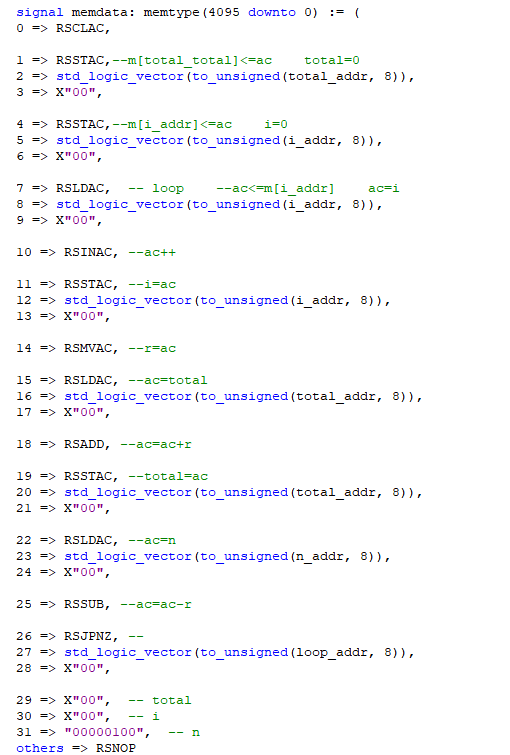 signal memdata: memtype(4095 downto 0) := (
0 => RSCLAC,
1 => RSSTAC,--m[total_total]<=ac    total=0
2 => std_logic_vector(to_unsigned(total_addr, 8)),
3 => X"00",
4 => RSSTAC,--m[i_addr]<=ac    i=0
5 => std_logic_vector(to_unsigned(i_addr, 8)),
6 => X"00",
7 => RSLDAC,  -- loop    --ac<=m[i_addr]    ac=i
8 => std_logic_vector(to_unsigned(i_addr, 8)),
9 => X"00",
10 => RSINAC, --ac++
11 => RSSTAC, --i=ac
12 => std_logic_vector(to_unsigned(i_addr, 8)),
13 => X"00",
14 => RSMVAC, --r=ac
15 => RSLDAC, --ac=total
16 => std_logic_vector(to_unsigned(total_addr, 8)),
17 => X"00",
18 => RSADD, --ac=ac+r
19 => RSSTAC, --total=ac
20 => std_logic_vector(to_unsigned(total_addr, 8)),
21 => X"00",
22 => RSLDAC, --ac=n
23 => std_logic_vector(to_unsigned(n_addr, 8)),
24 => X"00",
25 => RSSUB, --ac=ac-r
26 => RSJPNZ, --
27 => std_logic_vector(to_unsigned(loop_addr, 8)),
28 => X"00",
29 => X"00",  -- total
30 => X"00",  -- i
31 => "00000100",  -- n
others => RSNOP